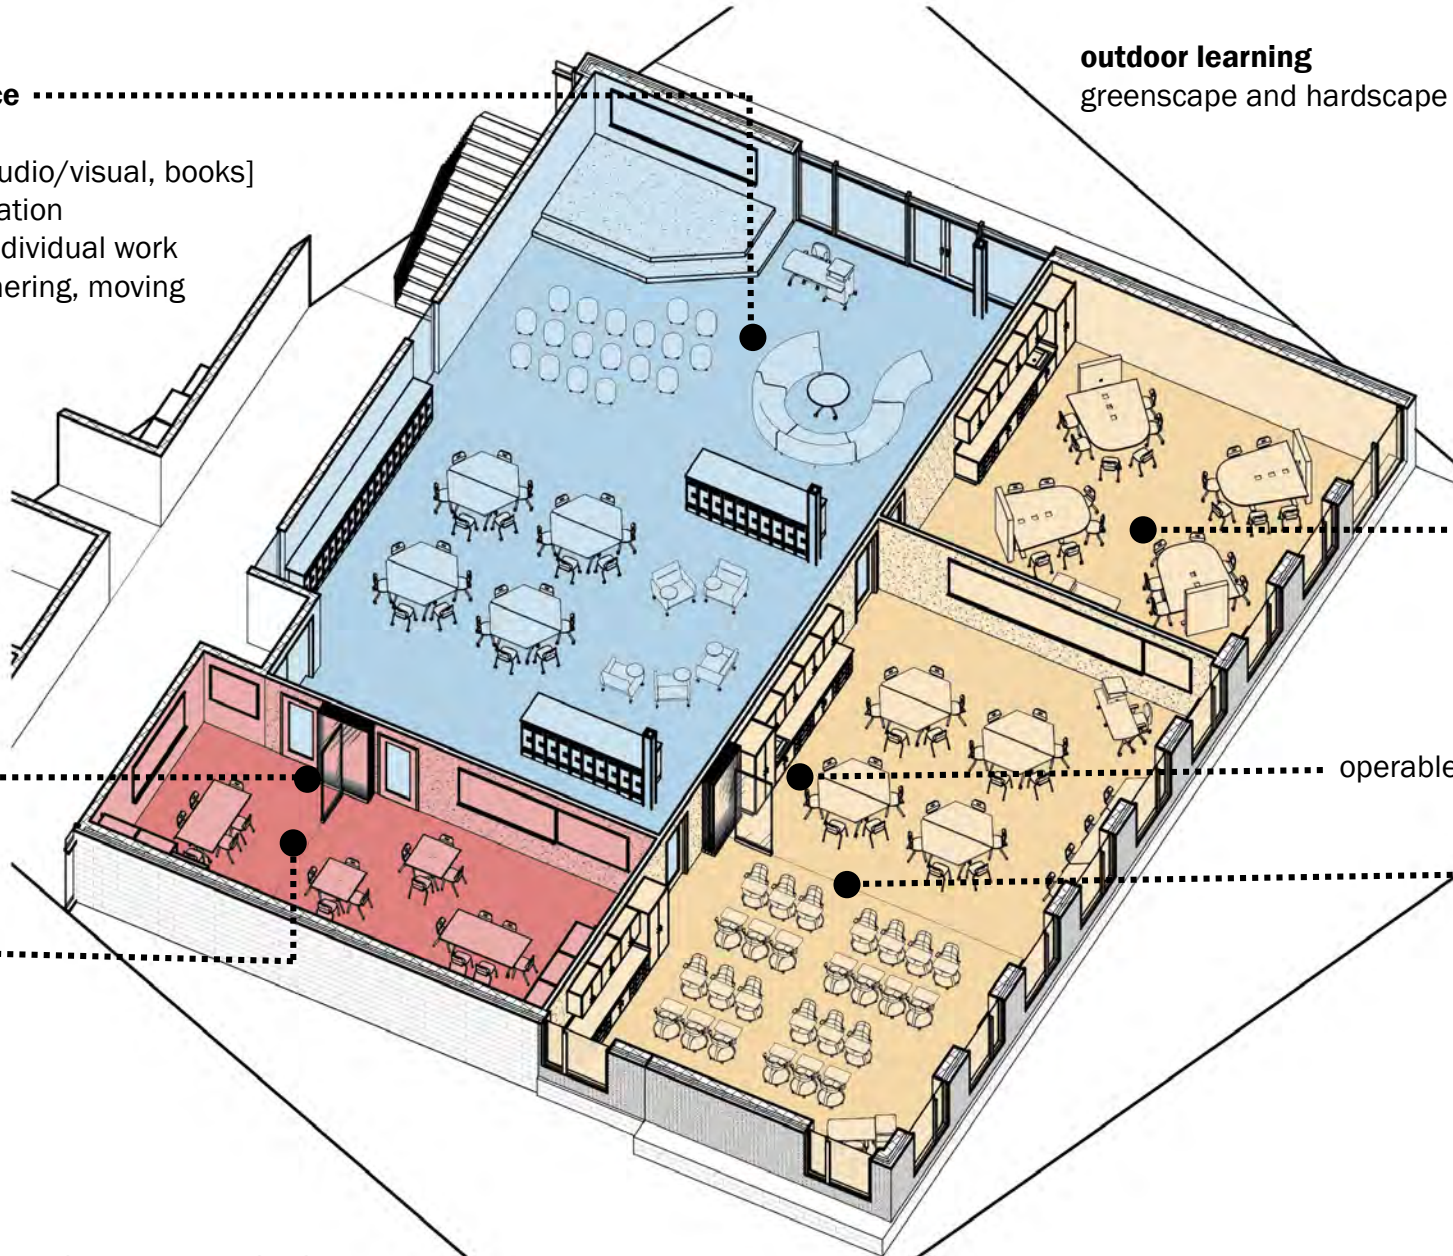 outdoor learning
greenscape and hardscape
ce
udio/visual, books]
ation
dividual work
hering, moving
operable